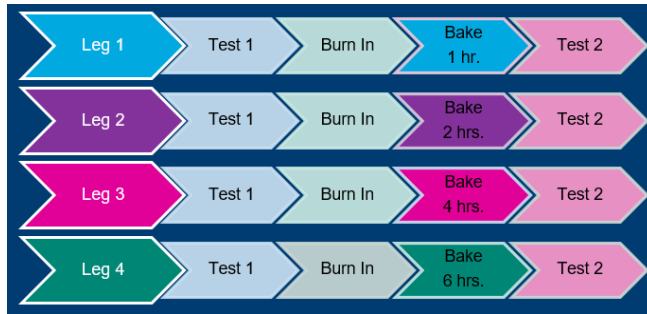 Leg 1 Test 1 Burn In Bake 1 hr. Test 2
Leg 2 Test 1 Burn In Bake 2 hrs. Test 2
Leg 3 Test 1 Burn In Bake 4 hrs. Test 2
Leg 4 Test 1 Burn In Bake 6 hrs. Test 2